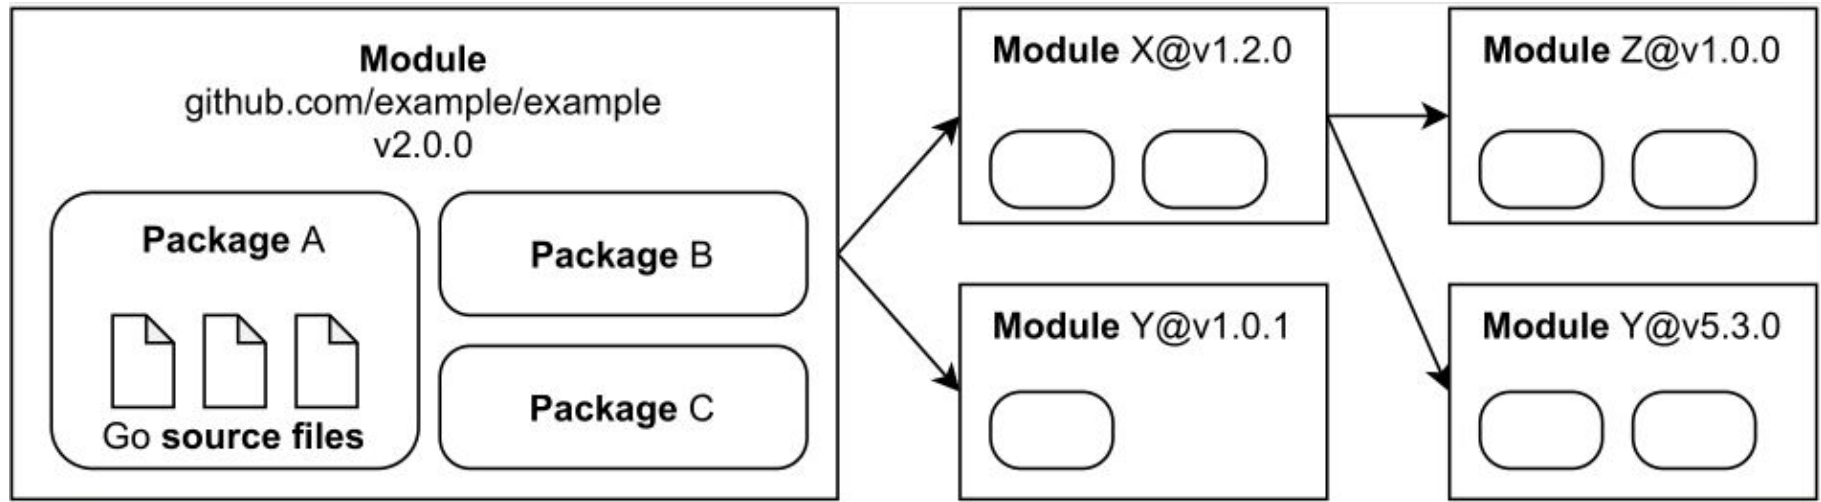 Module
github.com/example/example
v2.0.0
Package A
Go source files
Package B
Package C
Module X@v1.2.0
Module Y@v1.0.1
Module Z@v1.0.0
Module Y@v5.3.0